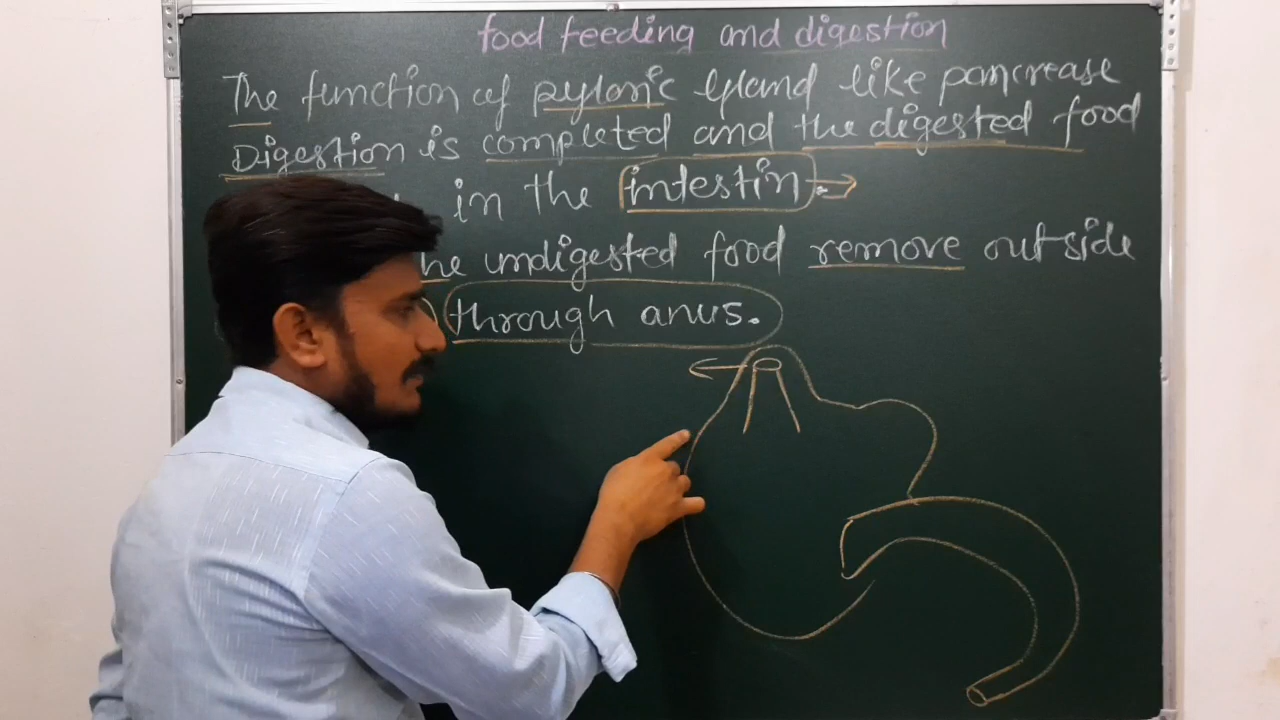 food feeding and digestion
The function of pyloric gland like pancrease
Digestion is completed and the digested food
in the intestin
he undigested food remove outside
through anus.